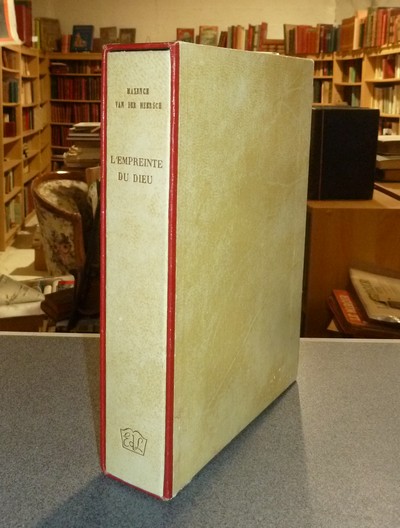 MAXENCE
VAN DER MEERSCH
L'EMPREINTE
DU DIEU